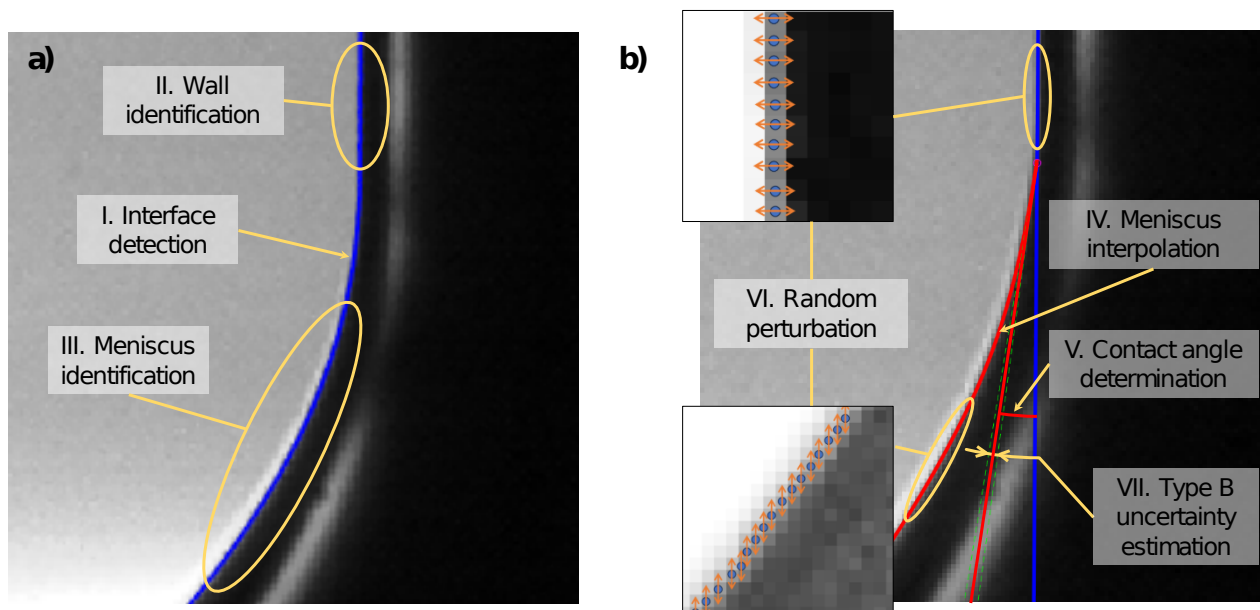 a)
II. Wall
identification
I. Interface
detection
III. Meniscus
identification
b)
IV. Meniscus
interpolation
VI. Random
perturbation
V. Contact angle
determination
VII. Type B
uncertainty
estimation